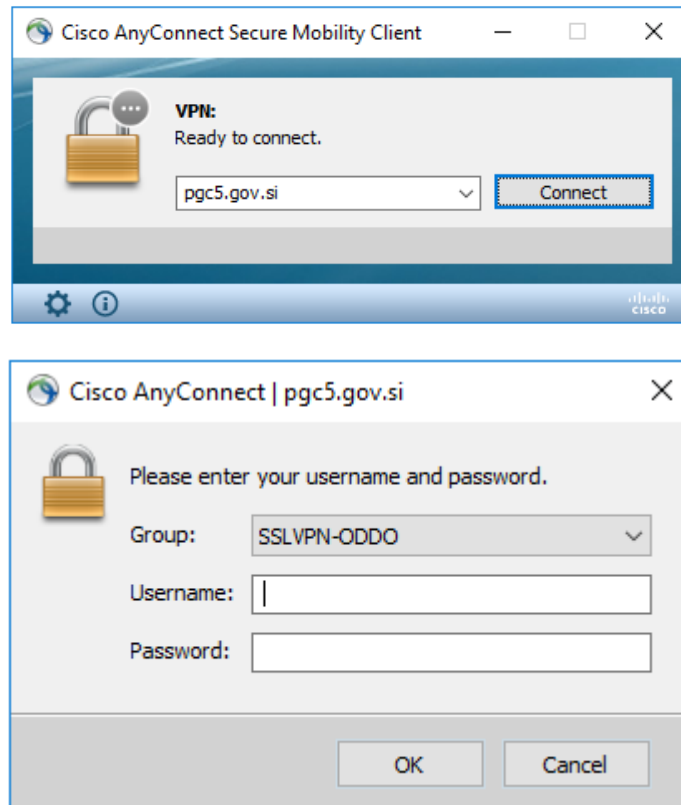 Cisco AnyConnect Secure Mobility Client
VPN:
Ready to connect.
pgc5.gov.si
Connect
cisco
Cisco AnyConnect | pgc5.gov.si
Please enter your username and password.
Group:
SSLVPN-ODDO
Username:
Password:
OK
Cancel